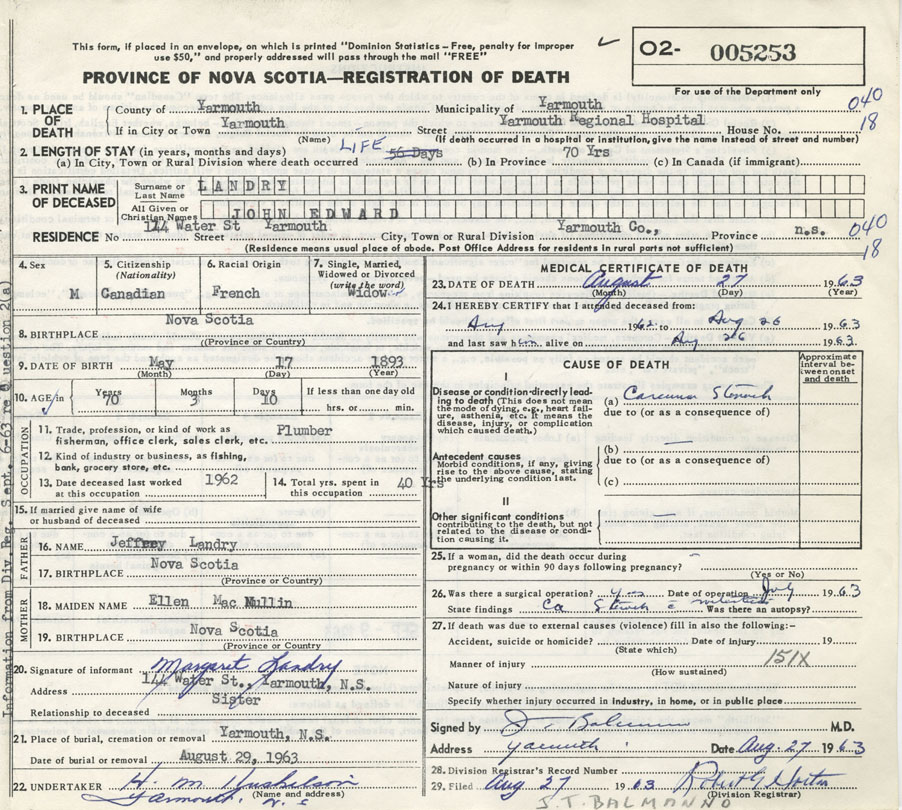 This form, if placed in an envelope, on which is printed "Dominion Statistics – Free, penalty for improper
use $50," and properly addressed will pass through the mail "FREE"
O2- 005253
PROVINCE OF NOVA SCOTIA—REGISTRATION OF DEATH
For use of the Department only
1. PLACE OF DEATH
County of Yarmouth Municipality of Yarmouth 040
If in City or Town Yarmouth Street Yarmouth Regional Hospital House No. 18
(Name) (If death occurred in a hospital or institution, give the name instead of street and number)
2. LENGTH OF STAY (in years, months and days)
(a) In City, Town or Rural Division where death occurred LIFE 56 Days (b) In Province 70 Yrs (c) In Canada (if immigrant)
3. PRINT NAME OF DECEASED
Surname or Last Name LANDRY
All Given or Christian Names JOHN EDWARD
RESIDENCE No 144 Water St Street Yarmouth City, Town or Rural Division Yarmouth Co., Province n.s. 040
18
(Residence means usual place of abode. Post Office Address for residents in rural parts not sufficient)
4. Sex M
5. Citizenship (Nationality) Canadian
6. Racial Origin French
7. Single, Married, Widowed or Divorced (write the word) Widow
8. BIRTHPLACE Nova Scotia
(Province or Country)
9. DATE OF BIRTH May 17 1893
(Month) (Day) (Year)
10. AGE in Years 70 Months 3 Days 10 If less than one day old
hrs. or min.
OCCUPATION
11. Trade, profession, or kind of work as
fisherman, office clerk, sales clerk, etc. Plumber
12. Kind of industry or business, as fishing,
bank, grocery store, etc.
13. Date deceased last worked
at this occupation 1962
14. Total yrs. spent in
this occupation 40 Yrs
15. If married give name of wife
or husband of deceased
FATHER
16. NAME Jeffrey Landry
17. BIRTHPLACE Nova Scotia
(Province or Country)
MOTHER
18. MAIDEN NAME Ellen Mac Mullin
19. BIRTHPLACE Nova Scotia
(Province or Country)
20. Signature of informant Margaret Landry
Address 144 Water St., Yarmouth, N.S.
Relationship to deceased Sister
21. Place of burial, cremation or removal Yarmouth, N.S.
Date of burial or removal August 29, 1963
22. UNDERTAKER H. M.
Yarmouth, N. S (Name and address)
Information from Div. Reg. Sept. 6-63 re Question 2(a)
MEDICAL CERTIFICATE OF DEATH
23. DATE OF DEATH August 27 1963
(Month) (Day) (Year)
24. I HEREBY CERTIFY that I attended deceased from:
Aug 1962 to Aug 26 1963
and last saw him alive on Aug 26 1963
CAUSE OF DEATH
Approximate interval between onset and death
I
Disease or condition directly leading to death (This does not mean the mode of dying, e.g., heart failure, asthenia, etc. It means the disease, injury, or complication which caused death.)
(a) Carcinoma Stomach
due to (or as a consequence of)
Antecedent causes
Morbid conditions, if any, giving rise to the above cause, stating the underlying condition last.
(b)
due to (or as a consequence of)
(c)
II
Other significant conditions
contributing to the death, but not related to the disease or condition causing it.
25. If a woman, did the death occur during
pregnancy or within 90 days following pregnancy?
(Yes or No)
26. Was there a surgical operation? yes Date of operation July 1963
State findings Ca Stomach Was there an autopsy?
27. If death was due to external causes (violence) fill in also the following:–
Accident, suicide or homicide? Date of injury 19
(State which)
Manner of injury 151X
(How sustained)
Nature of injury
Specify whether injury occurred in Industry, in home, or in public place
Signed by M.D.
Address Yarmouth Date Aug. 27 1963
28. Division Registrar's Record Number
29. Filed Aug 27 1963
(Division Registrar)
J.T. BALMANNO